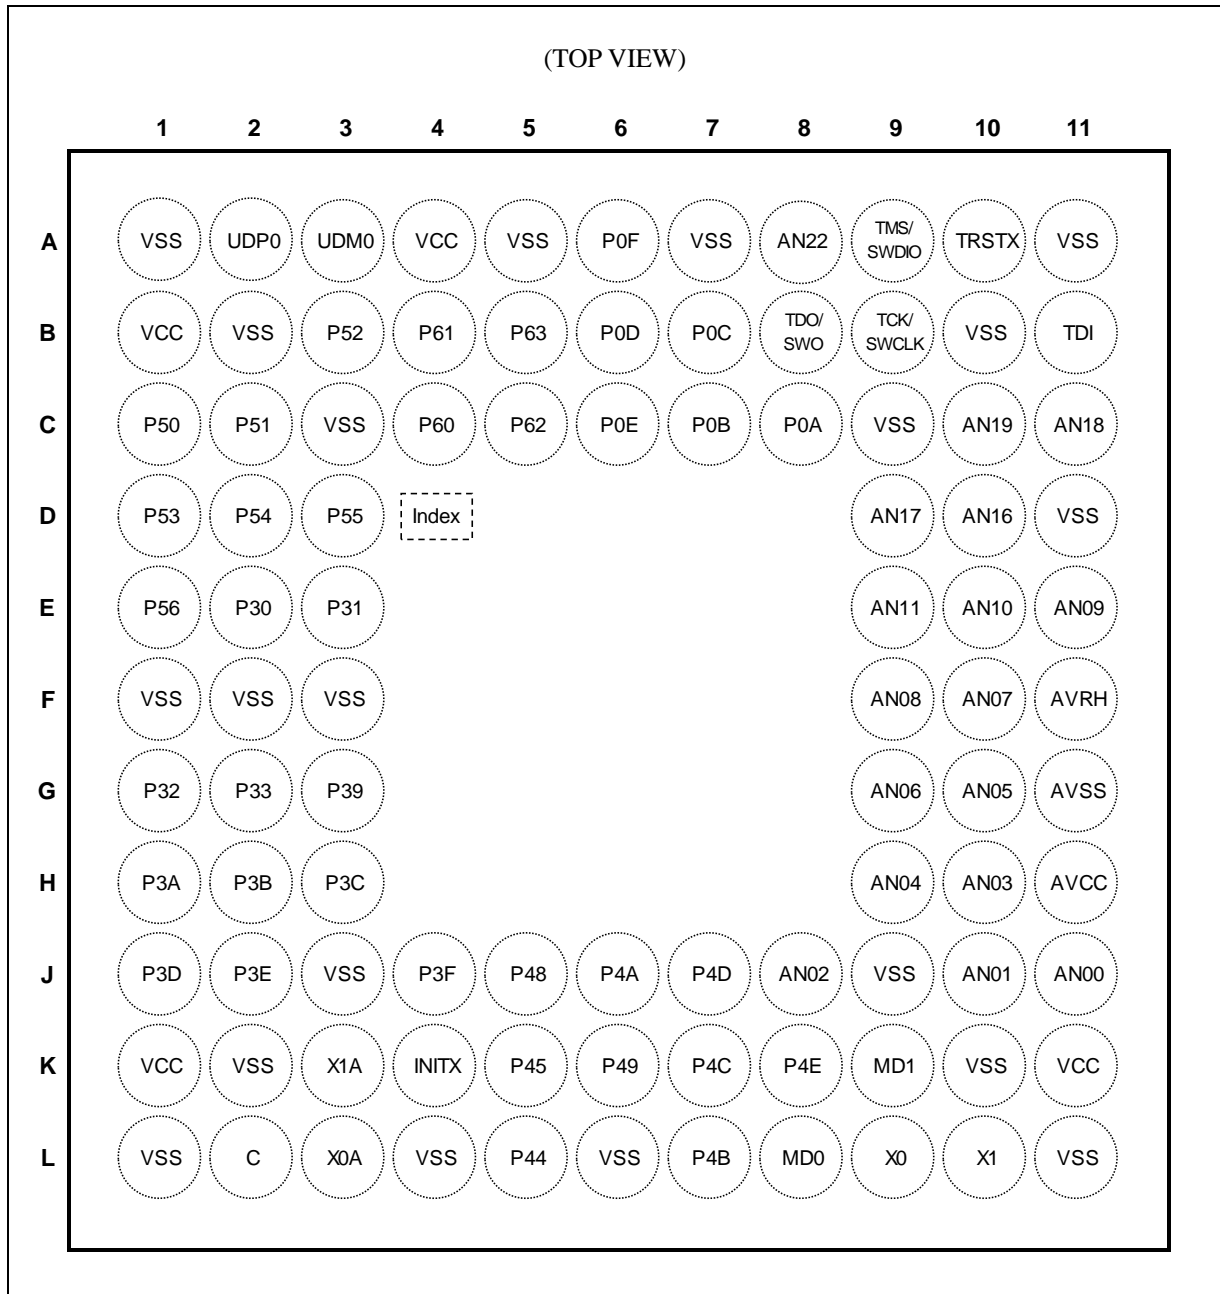 (TOP VIEW)
1 2 3 4 5 6 7 8 9 10 11
A VSS UDP0 UDM0 VCC VSS P0F VSS AN22 TMS/SWDIO TRSTX VSS
B VCC VSS P52 P61 P63 P0D P0C TDO/SWO TCK/SWCLK VSS TDI
C P50 P51 VSS P60 P62 P0E P0B P0A VSS AN19 AN18
D P53 P54 P55 Index AN17 AN16 VSS
E P56 P30 P31 AN11 AN10 AN09
F VSS VSS VSS AN08 AN07 AVRH
G P32 P33 P39 AN06 AN05 AVSS
H P3A P3B P3C AN04 AN03 AVCC
J P3D P3E VSS P3F P48 P4A P4D AN02 VSS AN01 AN00
K VCC VSS X1A INITX P45 P49 P4C P4E MD1 VSS VCC
L VSS C X0A VSS P44 VSS P4B MD0 X0 X1 VSS